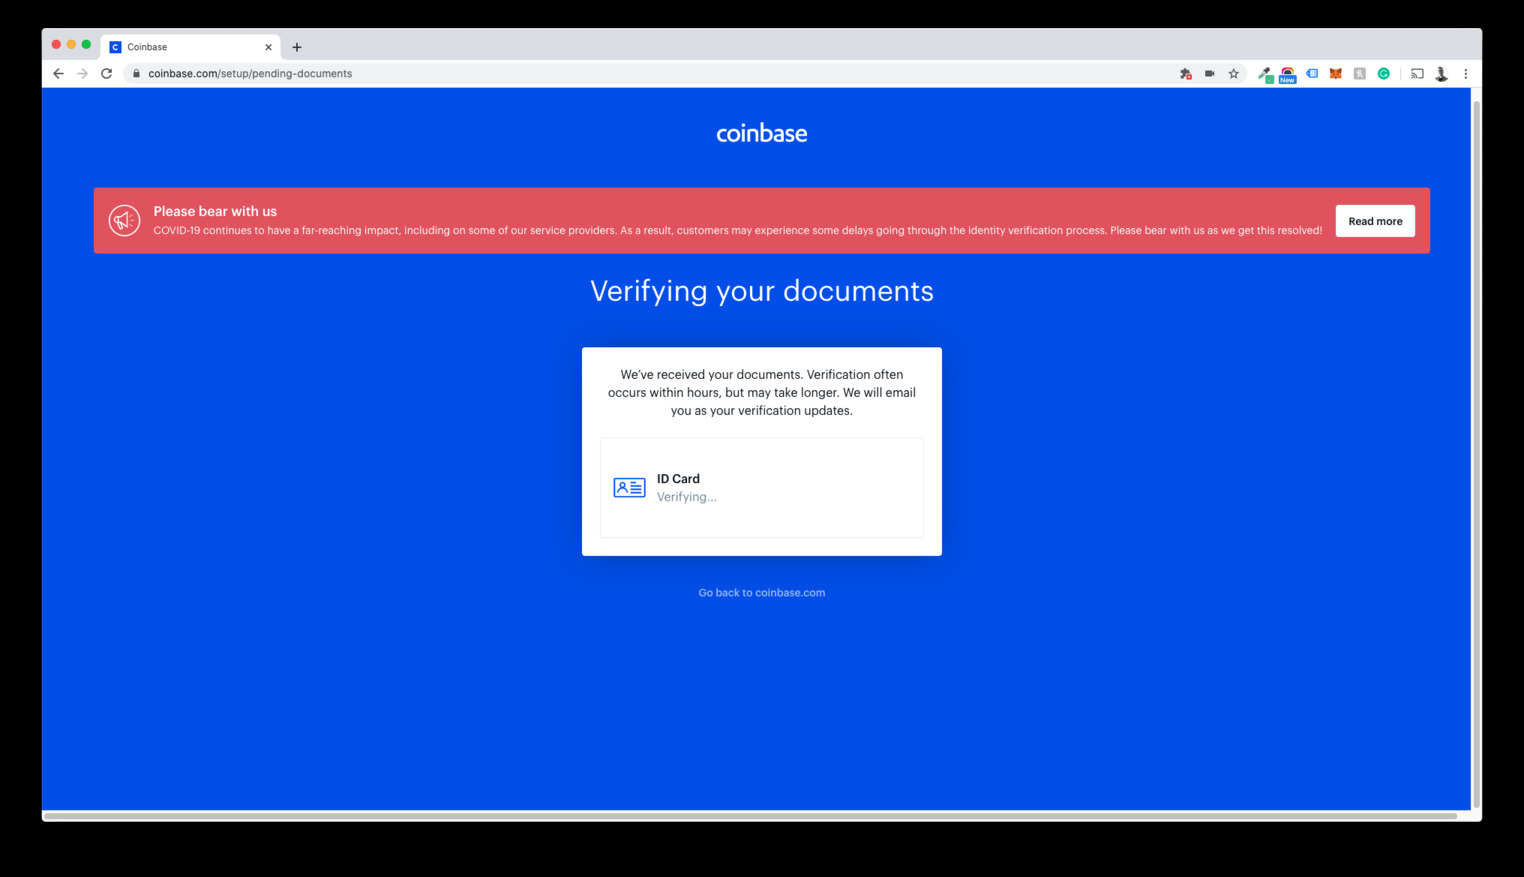 Coinbase
coinbase.com/setup/pending-documents
New
coinbase
Please bear with us
COVID-19 continues to have a far-reaching impact, including on some of our service providers. As a result, customers may experience some delays going through the identity verification process. Please bear with us as we get this resolved!
Read more
Verifying your documents
We've received your documents. Verification often
occurs within hours, but may take longer. We will email
you as your verification updates.
ID Card
Verifying...
Go back to coinbase.com